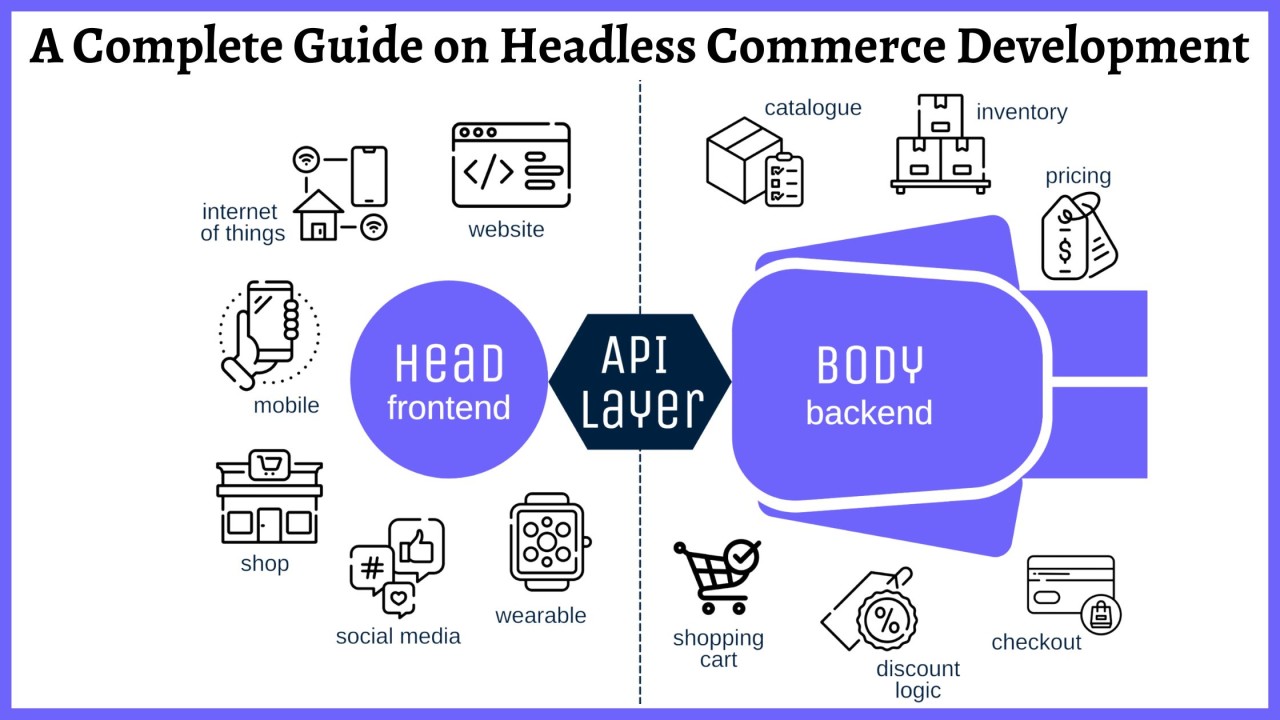 A Complete Guide on Headless Commerce Development
internet
of things
website
mobile
shop
social media
wearable
Head
frontend
API
Layer
BODY
backend
catalogue
inventory
pricing
$
shopping
cart
%
discount
logic
checkout
#
</>